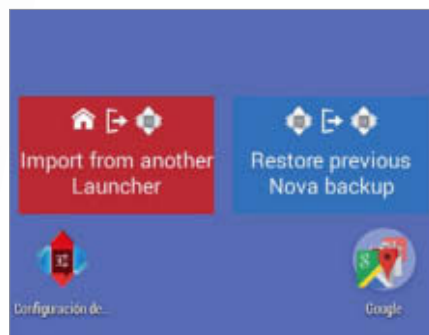 Import from another
Launcher
Restore previous
Nova backup
Configuración de...
Google